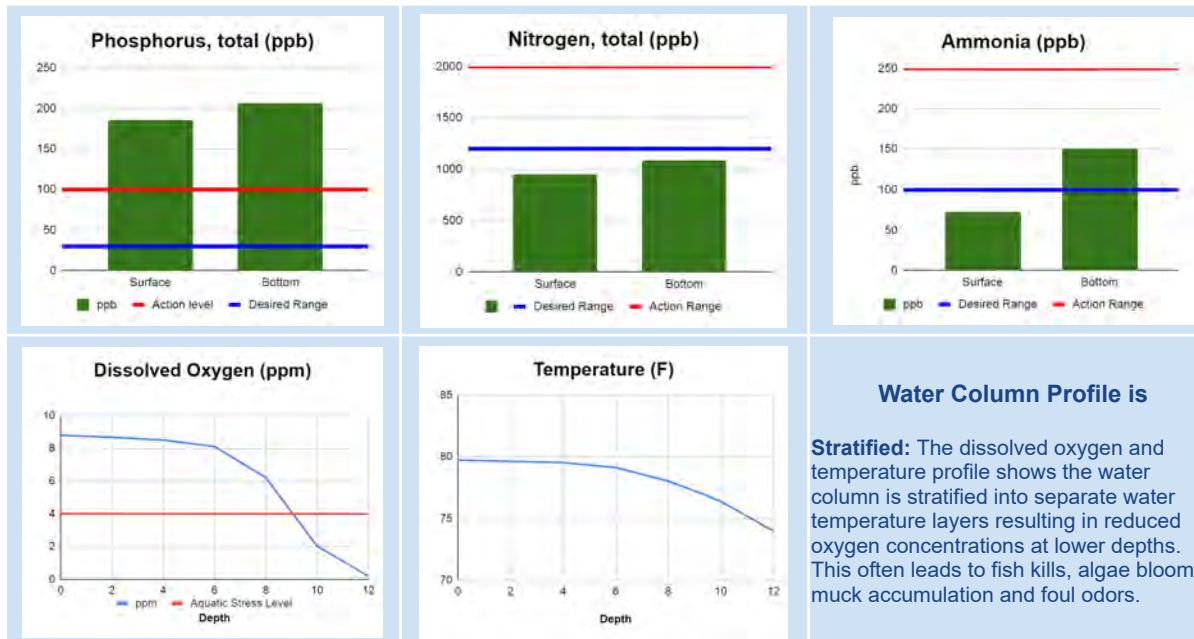 Phosphorus, total (ppb)
250
200
150
100
50
0
Surface Bottom
ppb Action level Desired Range
Nitrogen, total (ppb)
2000
1500
1000
500
0
Surface Bottom
Desired Range Action Range
Ammonia (ppb)
ppb
250
200
150
100
50
0
Surface Bottom
ppb Desired Range Action Range
Dissolved Oxygen (ppm)
10
8
6
4
2
0
0 2 4 6 8 10 12
ppm Aquatic Stress Level
Depth
Temperature (F)
85
80
75
70
0 2 4 6 8 10 12
Depth
Water Column Profile is
Stratified: The dissolved oxygen and
temperature profile shows the water
column is stratified into separate water
temperature layers resulting in reduced
oxygen concentrations at lower depths.
This often leads to fish kills, algae bloom
muck accumulation and foul odors.